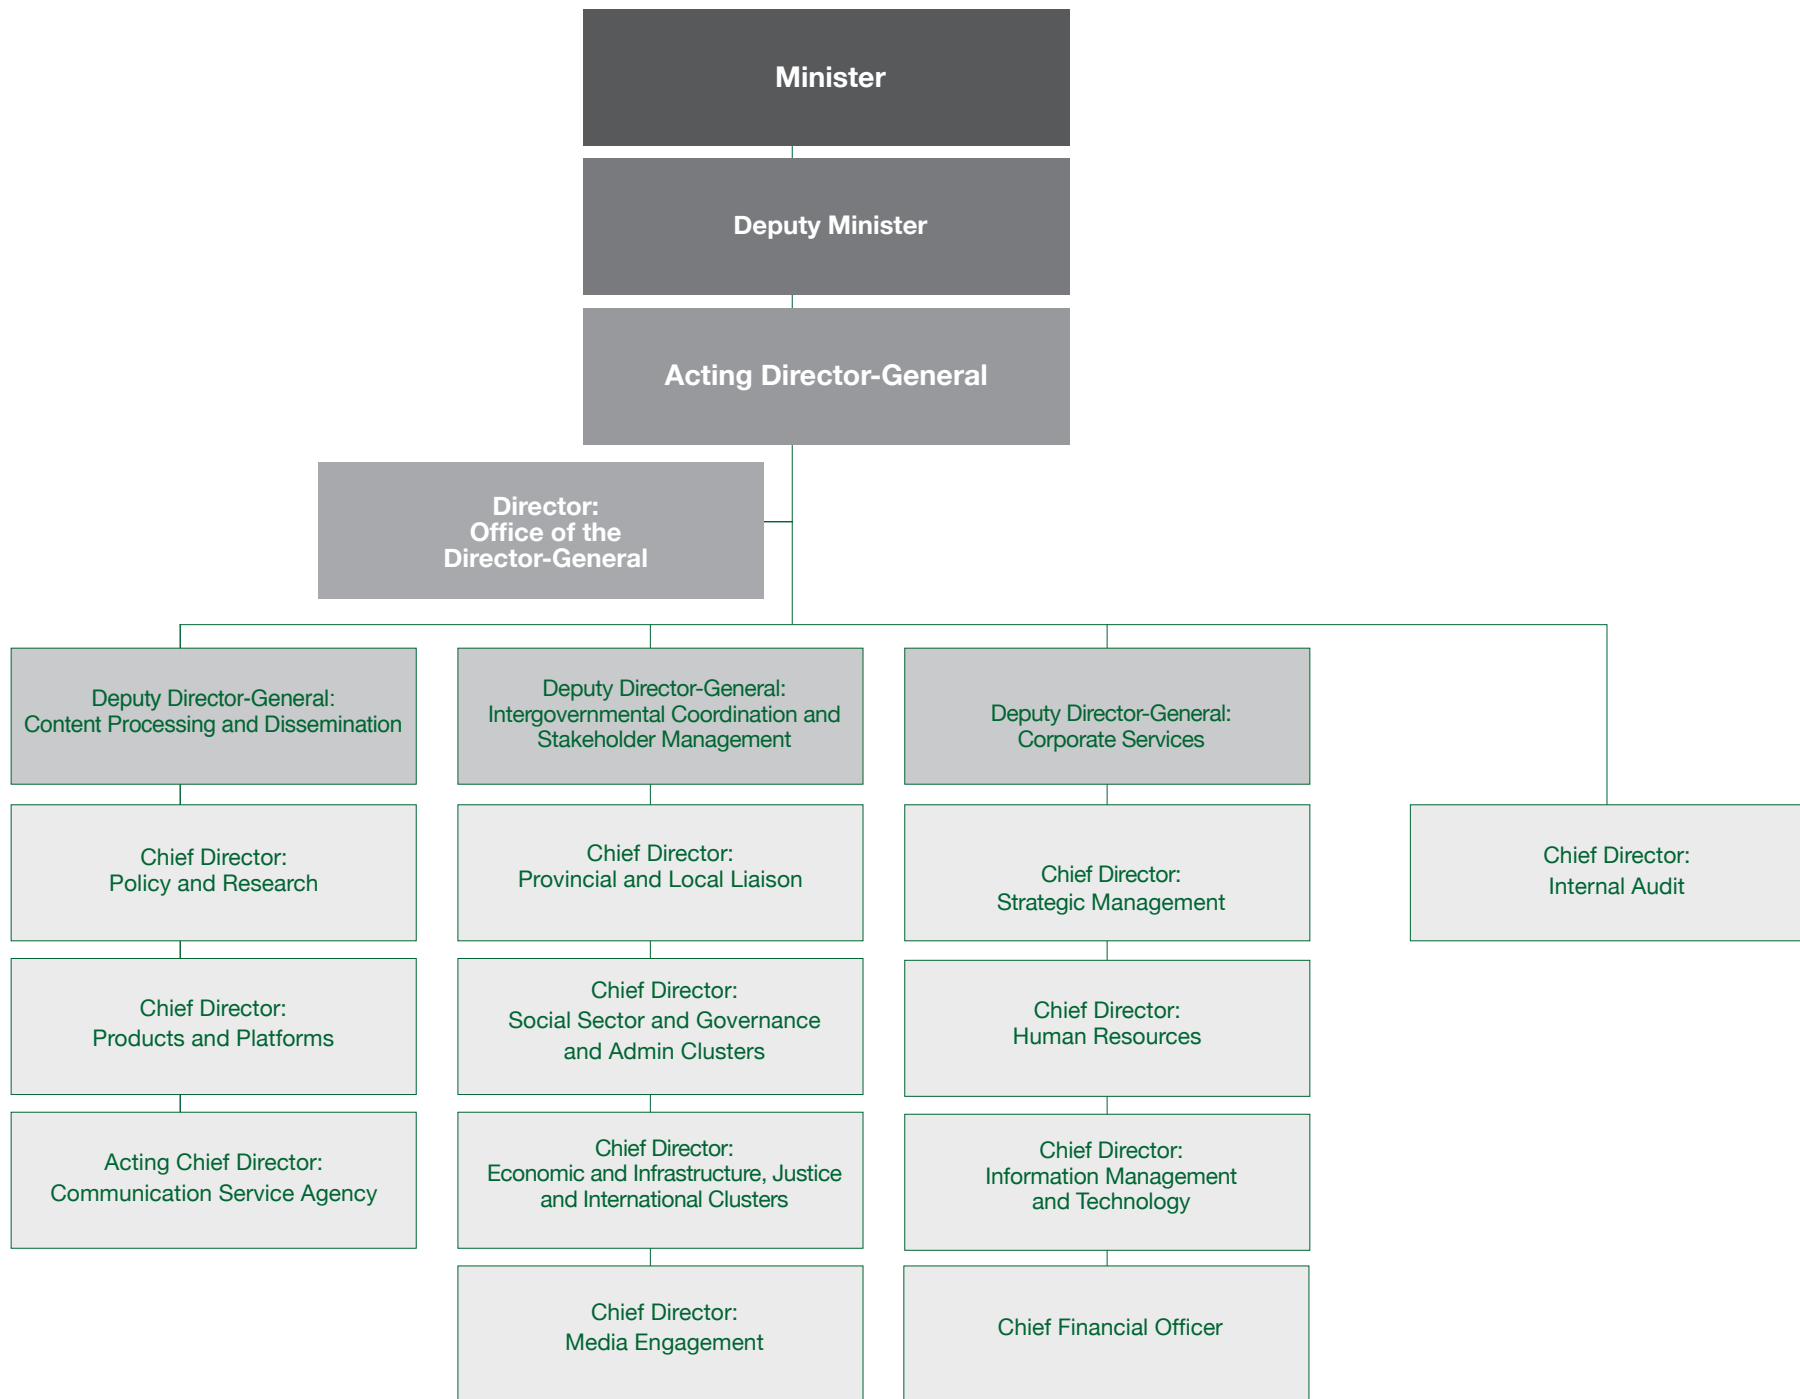 Minister
Deputy Minister
Acting Director-General
Director:
Office of the
Director-General
Deputy Director-General:
Content Processing and Dissemination
Deputy Director-General:
Intergovernmental Coordination and
Stakeholder Management
Deputy Director-General:
Corporate Services
Chief Director:
Policy and Research
Chief Director:
Provincial and Local Liaison
Chief Director:
Strategic Management
Chief Director:
Internal Audit
Chief Director:
Products and Platforms
Chief Director:
Social Sector and Governance
and Admin Clusters
Chief Director:
Human Resources
Acting Chief Director:
Communication Service Agency
Chief Director:
Economic and Infrastructure, Justice
and International Clusters
Chief Director:
Information Management
and Technology
Chief Director:
Media Engagement
Chief Financial Officer